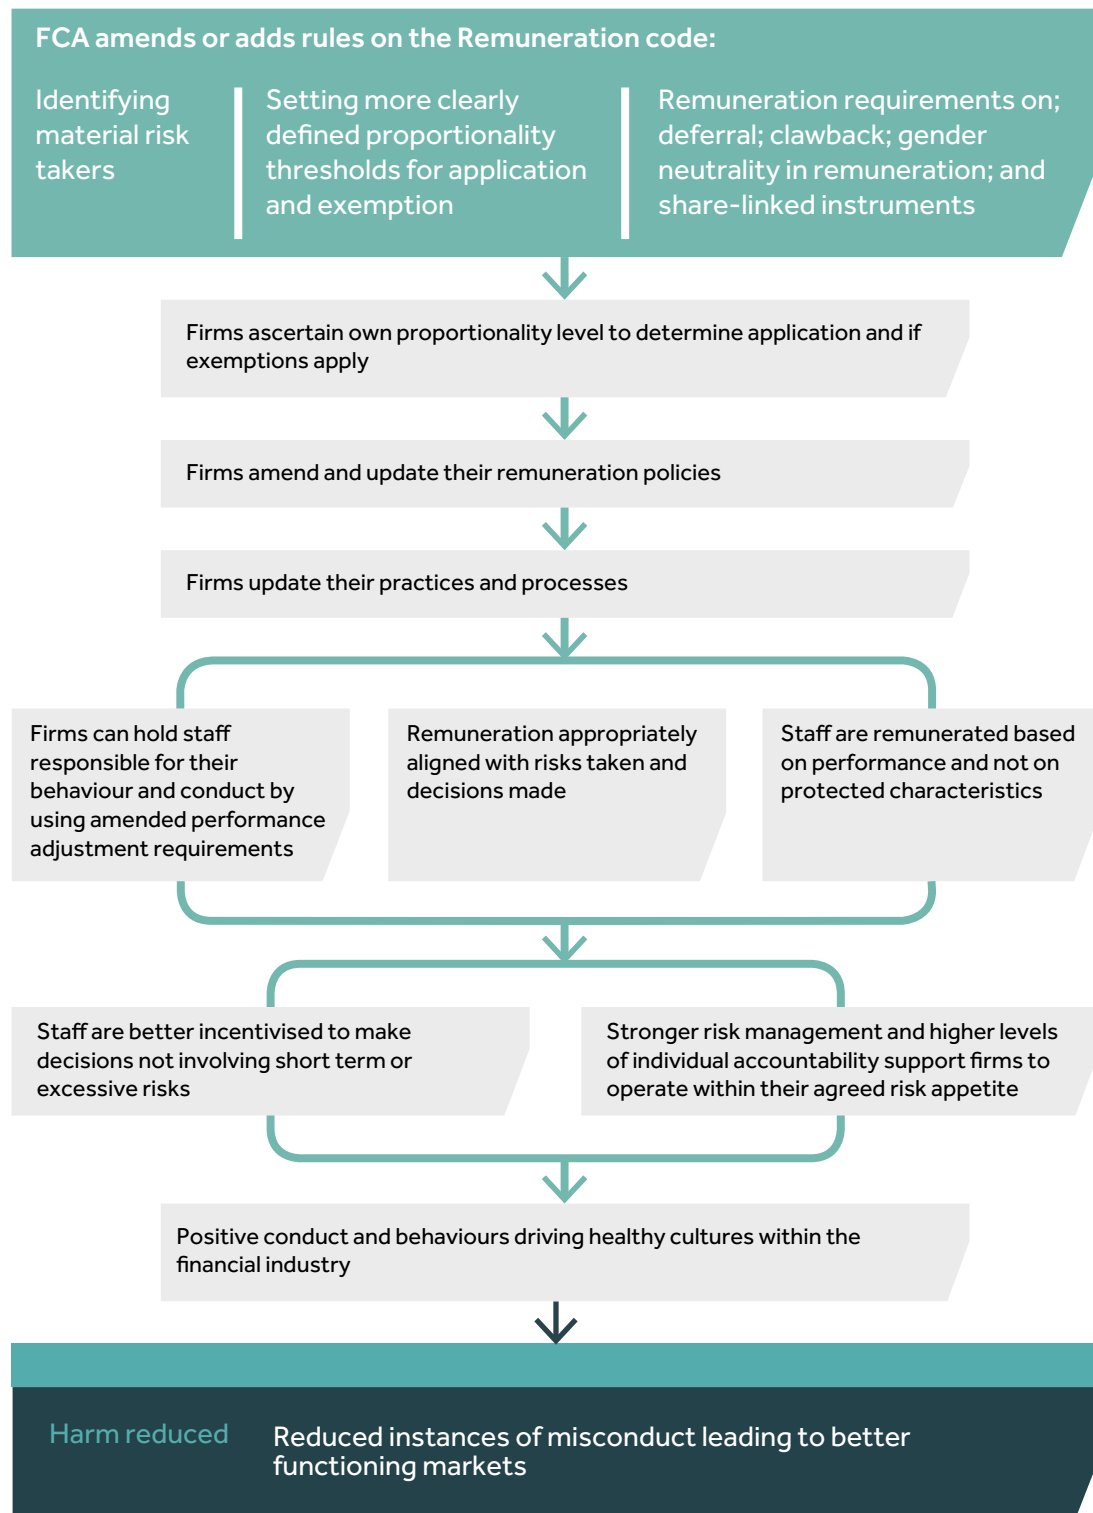 FCA amends or adds rules on the Remuneration code:
Identifying
material risk
takers
Setting more clearly
defined proportionality
thresholds for application
and exemption
Remuneration requirements on;
deferral; clawback; gender
neutrality in remuneration; and
share-linked instruments
Firms ascertain own proportionality level to determine application and if
exemptions apply
Firms amend and update their remuneration policies
Firms update their practices and processes
Firms can hold staff
responsible for their
behaviour and conduct by
using amended performance
adjustment requirements
Remuneration appropriately
aligned with risks taken and
decisions made
Staff are remunerated based
on performance and not on
protected characteristics
Staff are better incentivised to make
decisions not involving short term or
excessive risks
Stronger risk management and higher levels
of individual accountability support firms to
operate within their agreed risk appetite
Positive conduct and behaviours driving healthy cultures within the
financial industry
Harm reduced
Reduced instances of misconduct leading to better
functioning markets